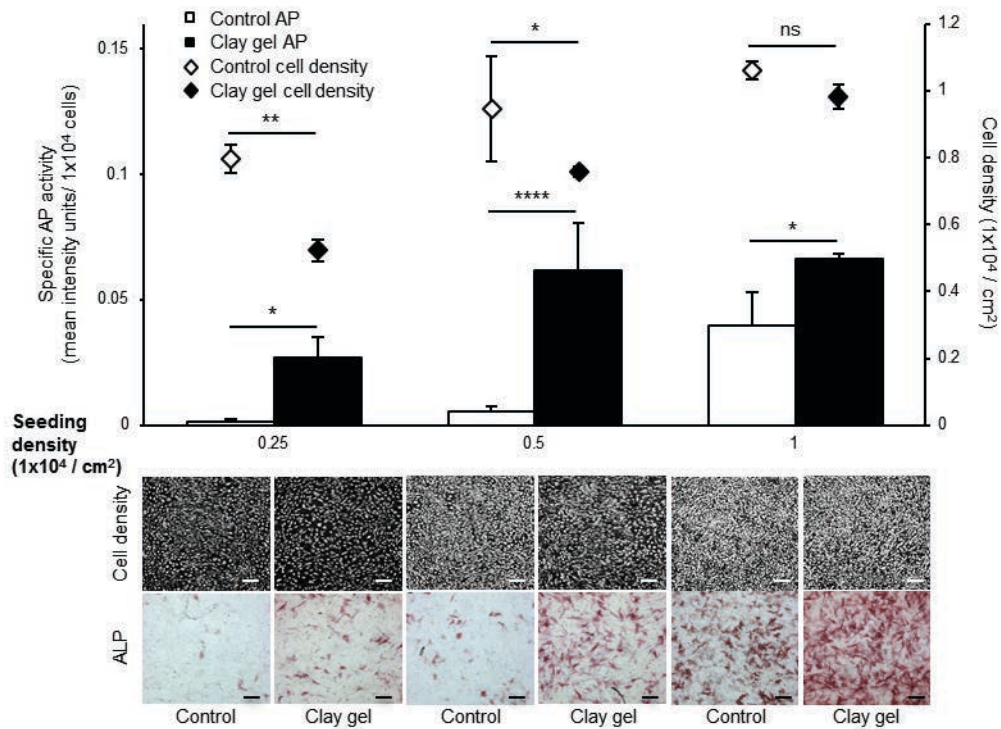 Control AP
Clay gel AP
Control cell density
Clay gel cell density
Specific AP activity
(mean intensity units/ 1x10⁴ cells)
0.15
0.1
0.05
0
**
*
*
****
ns
*
1.2
1
0.8
0.6
0.4
0.2
0
Cell density (1x10⁴ / cm²)
Seeding
density
(1x10⁴ / cm²)
0.25
0.5
1
Cell density
ALP
Control
Clay gel
Control
Clay gel
Control
Clay gel